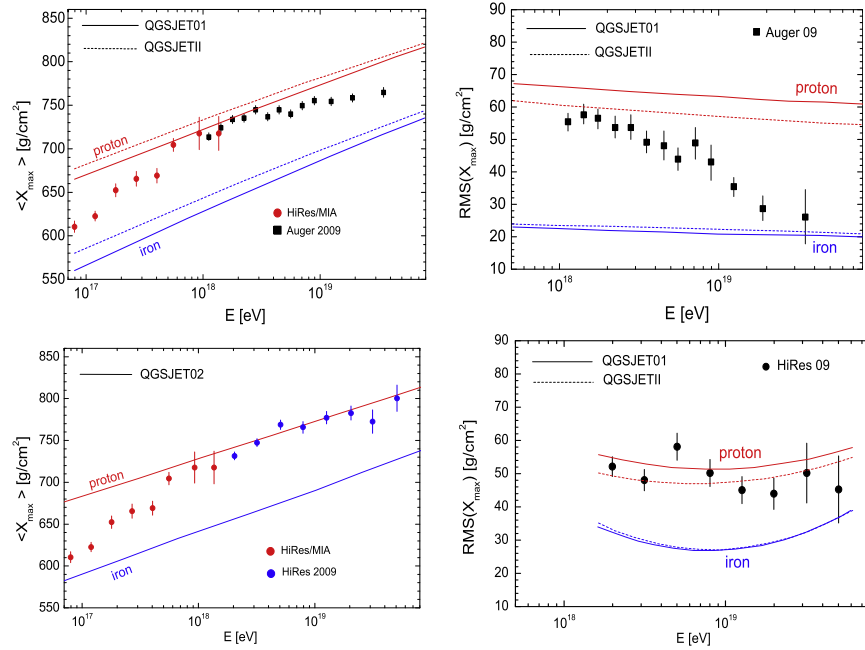 850
800
750
700
650
600
550
<X_max > [g/cm²]
QGSJET01
QGSJETII
proton
iron
HiRes/MIA
Auger 2009
10^17
10^18
10^19
E [eV]
90
80
70
60
50
40
30
20
10
RMS(X_max) [g/cm²]
QGSJET01
QGSJETII
Auger 09
proton
iron
10^18
10^19
E [eV]
850
800
750
700
650
600
550
<X_max > [g/cm²]
QGSJET02
proton
iron
HiRes/MIA
HiRes 2009
10^17
10^18
10^19
E [eV]
90
80
70
60
50
40
30
20
10
RMS(X_max) [g/cm²]
QGSJET01
QGSJETII
HiRes 09
proton
iron
10^18
10^19
E [eV]